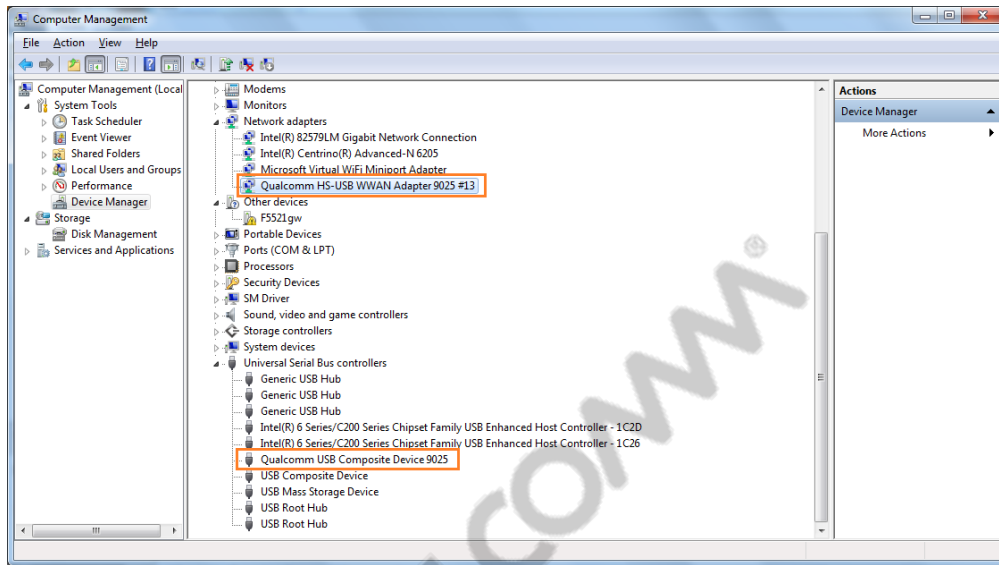 Computer Management
File Action View Help
Computer Management (Local
System Tools
Task Scheduler
Event Viewer
Shared Folders
Local Users and Groups
Performance
Device Manager
Storage
Disk Management
Services and Applications
Modems
Monitors
Network adapters
Intel(R) 82579LM Gigabit Network Connection
Intel(R) Centrino(R) Advanced-N 6205
Microsoft Virtual WiFi Miniport Adapter
Qualcomm HS-USB WWAN Adapter 9025 #13
Other devices
F5521gw
Portable Devices
Ports (COM & LPT)
Processors
Security Devices
SM Driver
Sound, video and game controllers
Storage controllers
System devices
Universal Serial Bus controllers
Generic USB Hub
Generic USB Hub
Generic USB Hub
Intel(R) 6 Series/C200 Series Chipset Family USB Enhanced Host Controller - 1C2D
Intel(R) 6 Series/C200 Series Chipset Family USB Enhanced Host Controller - 1C26
Qualcomm USB Composite Device 9025
USB Composite Device
USB Mass Storage Device
USB Root Hub
USB Root Hub
Actions
Device Manager
More Actions
COMM®